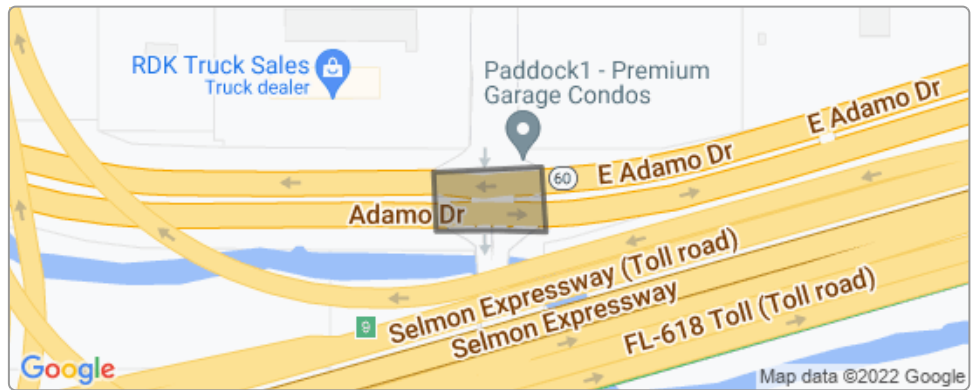 RDK Truck Sales
Truck dealer
Paddock1 - Premium
Garage Condos
E Adamo Dr
60
E Adamo Dr
Adamo Dr
Selmon Expressway (Toll road)
9
Selmon Expressway
FL-618 Toll (Toll road)
Google
Map data ©2022 Google